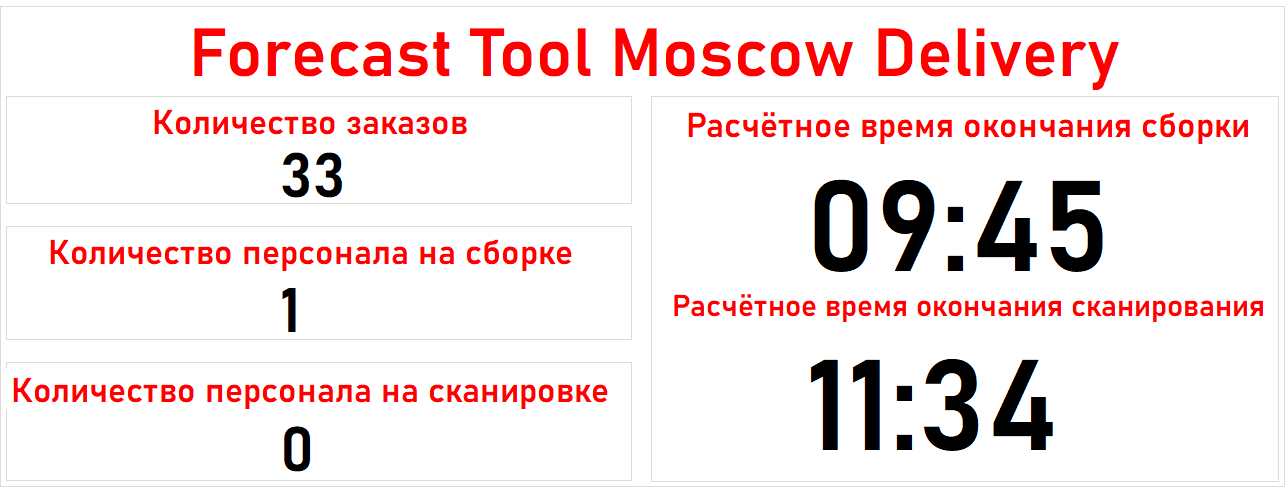 Forecast Tool Moscow Delivery
Количество заказов
33
Количество персонала на сборке
1
Количество персонала на сканировке
0
Расчётное время окончания сборки
09:45
Расчётное время окончания сканирования
11:34